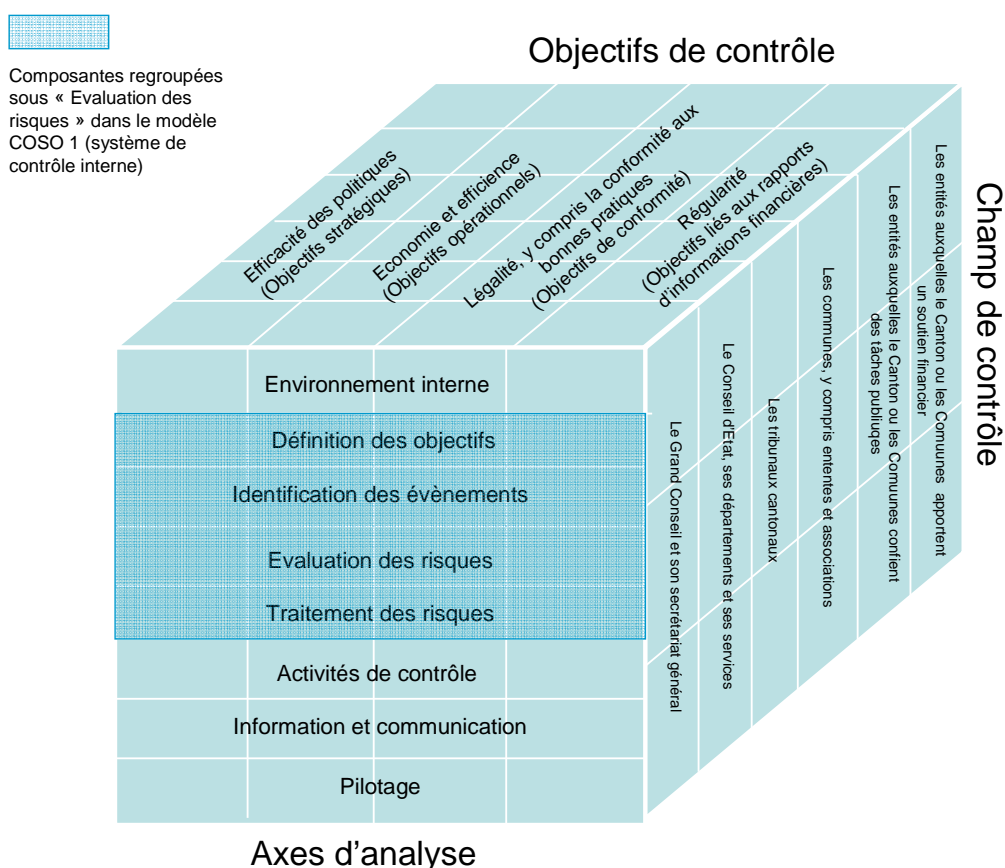 Composantes regroupées
sous « Evaluation des
risques » dans le modèle
COSO 1 (système de
contrôle interne)
Objectifs de contrôle
Efficacité des politiques
(Objectifs stratégiques)
Economie et efficience
(Objectifs opérationnels)
Légalité, y compris la conformité aux
bonnes pratiques
(Objectifs de conformité)
Régularité
(Objectifs liés aux rapports
d'informations financières)
Environnement interne
Définition des objectifs
Identification des évènements
Evaluation des risques
Traitement des risques
Activités de contrôle
Information et communication
Pilotage
Axes d'analyse
Le Grand Conseil et son secrétariat général
Le Conseil d'Etat, ses départements et ses services
Les tribunaux cantonaux
Les communes, y compris ententes et associations
Les entités auxquelles le Canton ou les Comuunes confient
des tâches publiuqes
Les entités auxquelles le Canton ou les Comuunes apportent
un soutien financier
Champ de contrôle